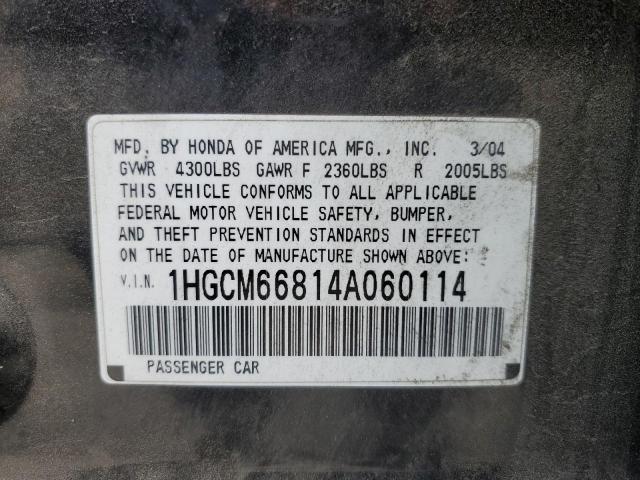 MFD. BY HONDA OF AMERICA MFG., INC. 3/04
GVWR 4300LBS GAWR F 2360LBS R 2005LBS
THIS VEHICLE CONFORMS TO ALL APPLICABLE
FEDERAL MOTOR VEHICLE SAFETY, BUMPER,
AND THEFT PREVENTION STANDARDS IN EFFECT
ON THE DATE OF MANUFACTURE SHOWN ABOVE:
V.I.N. 1HGCM66814A060114
PASSENGER CAR